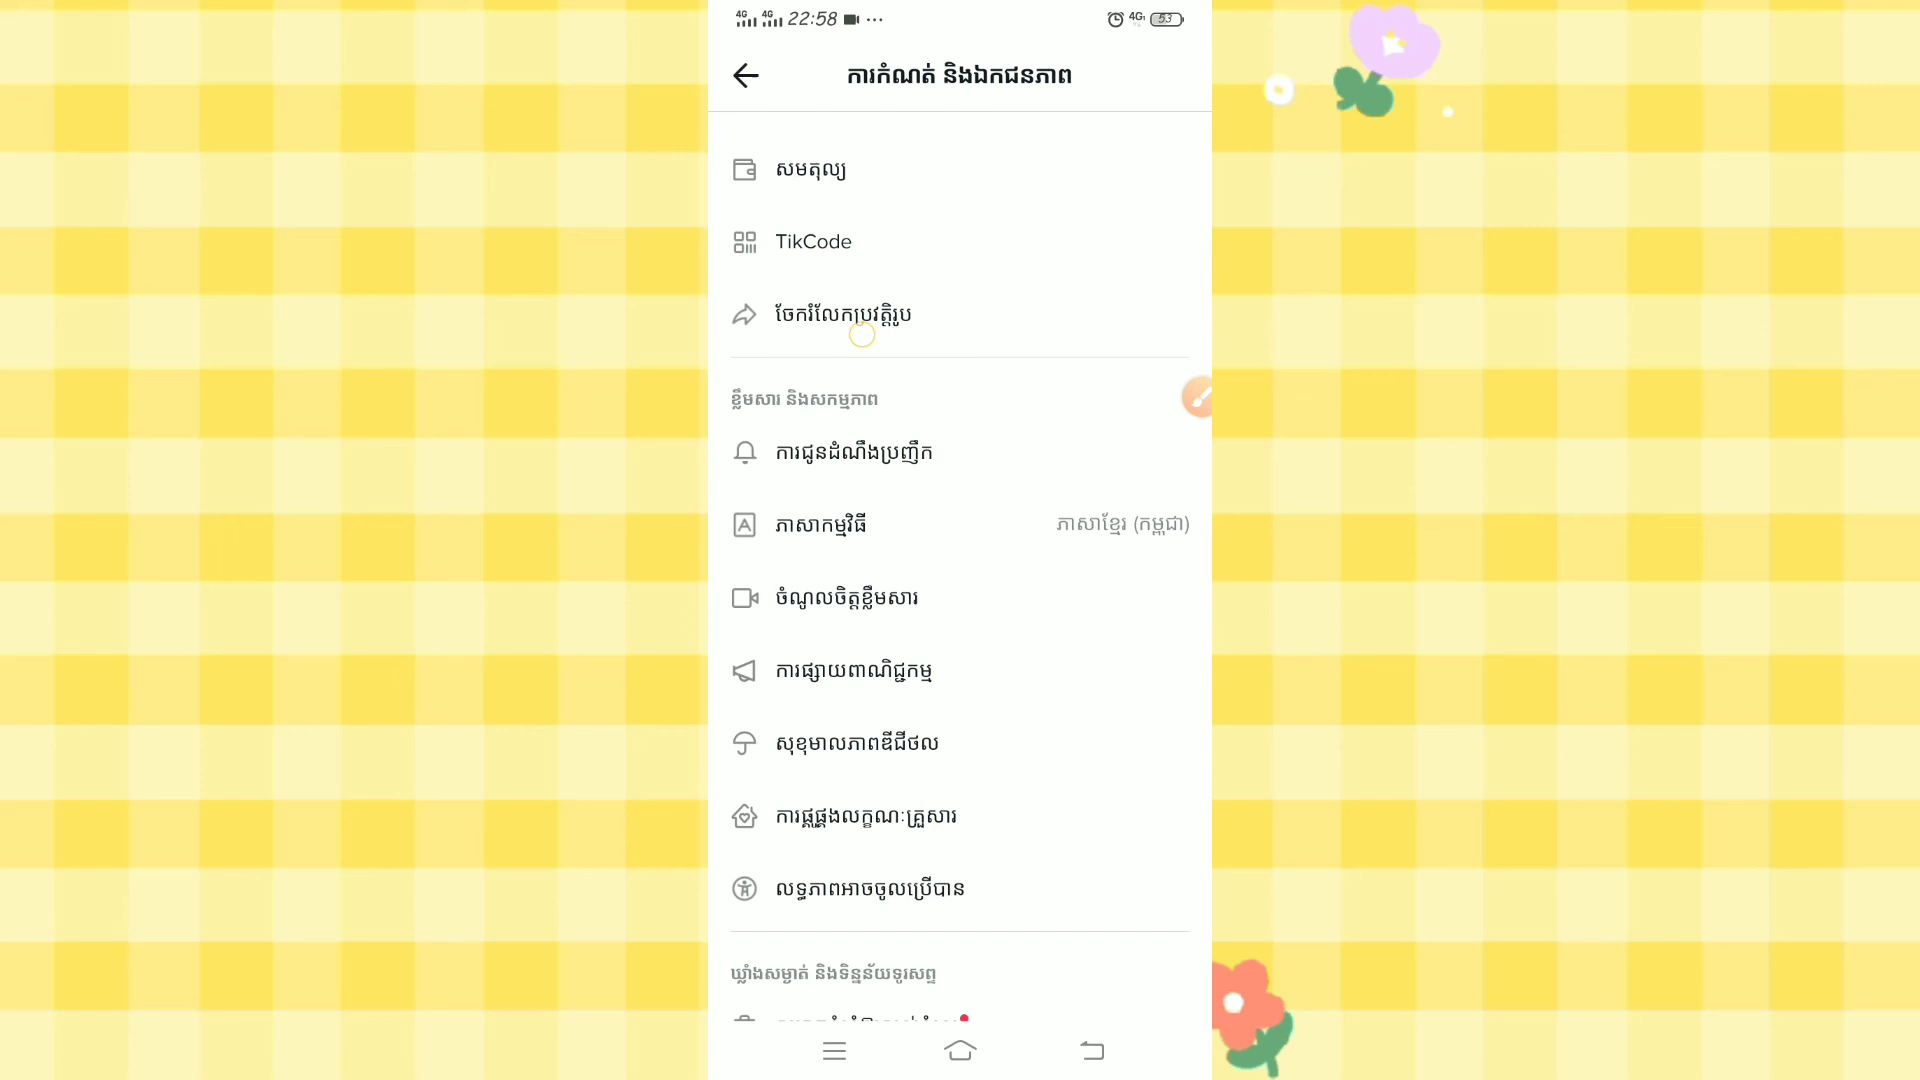 4G 4G 22:58 ... 4G 53
ការកំណត់ និងឯកជនភាព
សមតុល្យ
TikCode
ចែករំលែកប្រវត្តិរូប
ខ្លឹមសារ និងសកម្មភាព
ការជូនដំណឹងប្រញឹក
ភាសាកម្មវិធី ភាសាខ្មែរ (កម្ពុជា)
ចំណូលចិត្តខ្លឹមសារ
ការផ្សាយពាណិជ្ជកម្ម
សុខុមាលភាពឌីជីថល
ការផ្គូផ្គងលក្ខណៈគ្រួសារ
លទ្ធភាពអាចចូលប្រើបាន
ឃ្លាំងសម្ងាត់ និងទិន្នន័យទូរសព្ទ